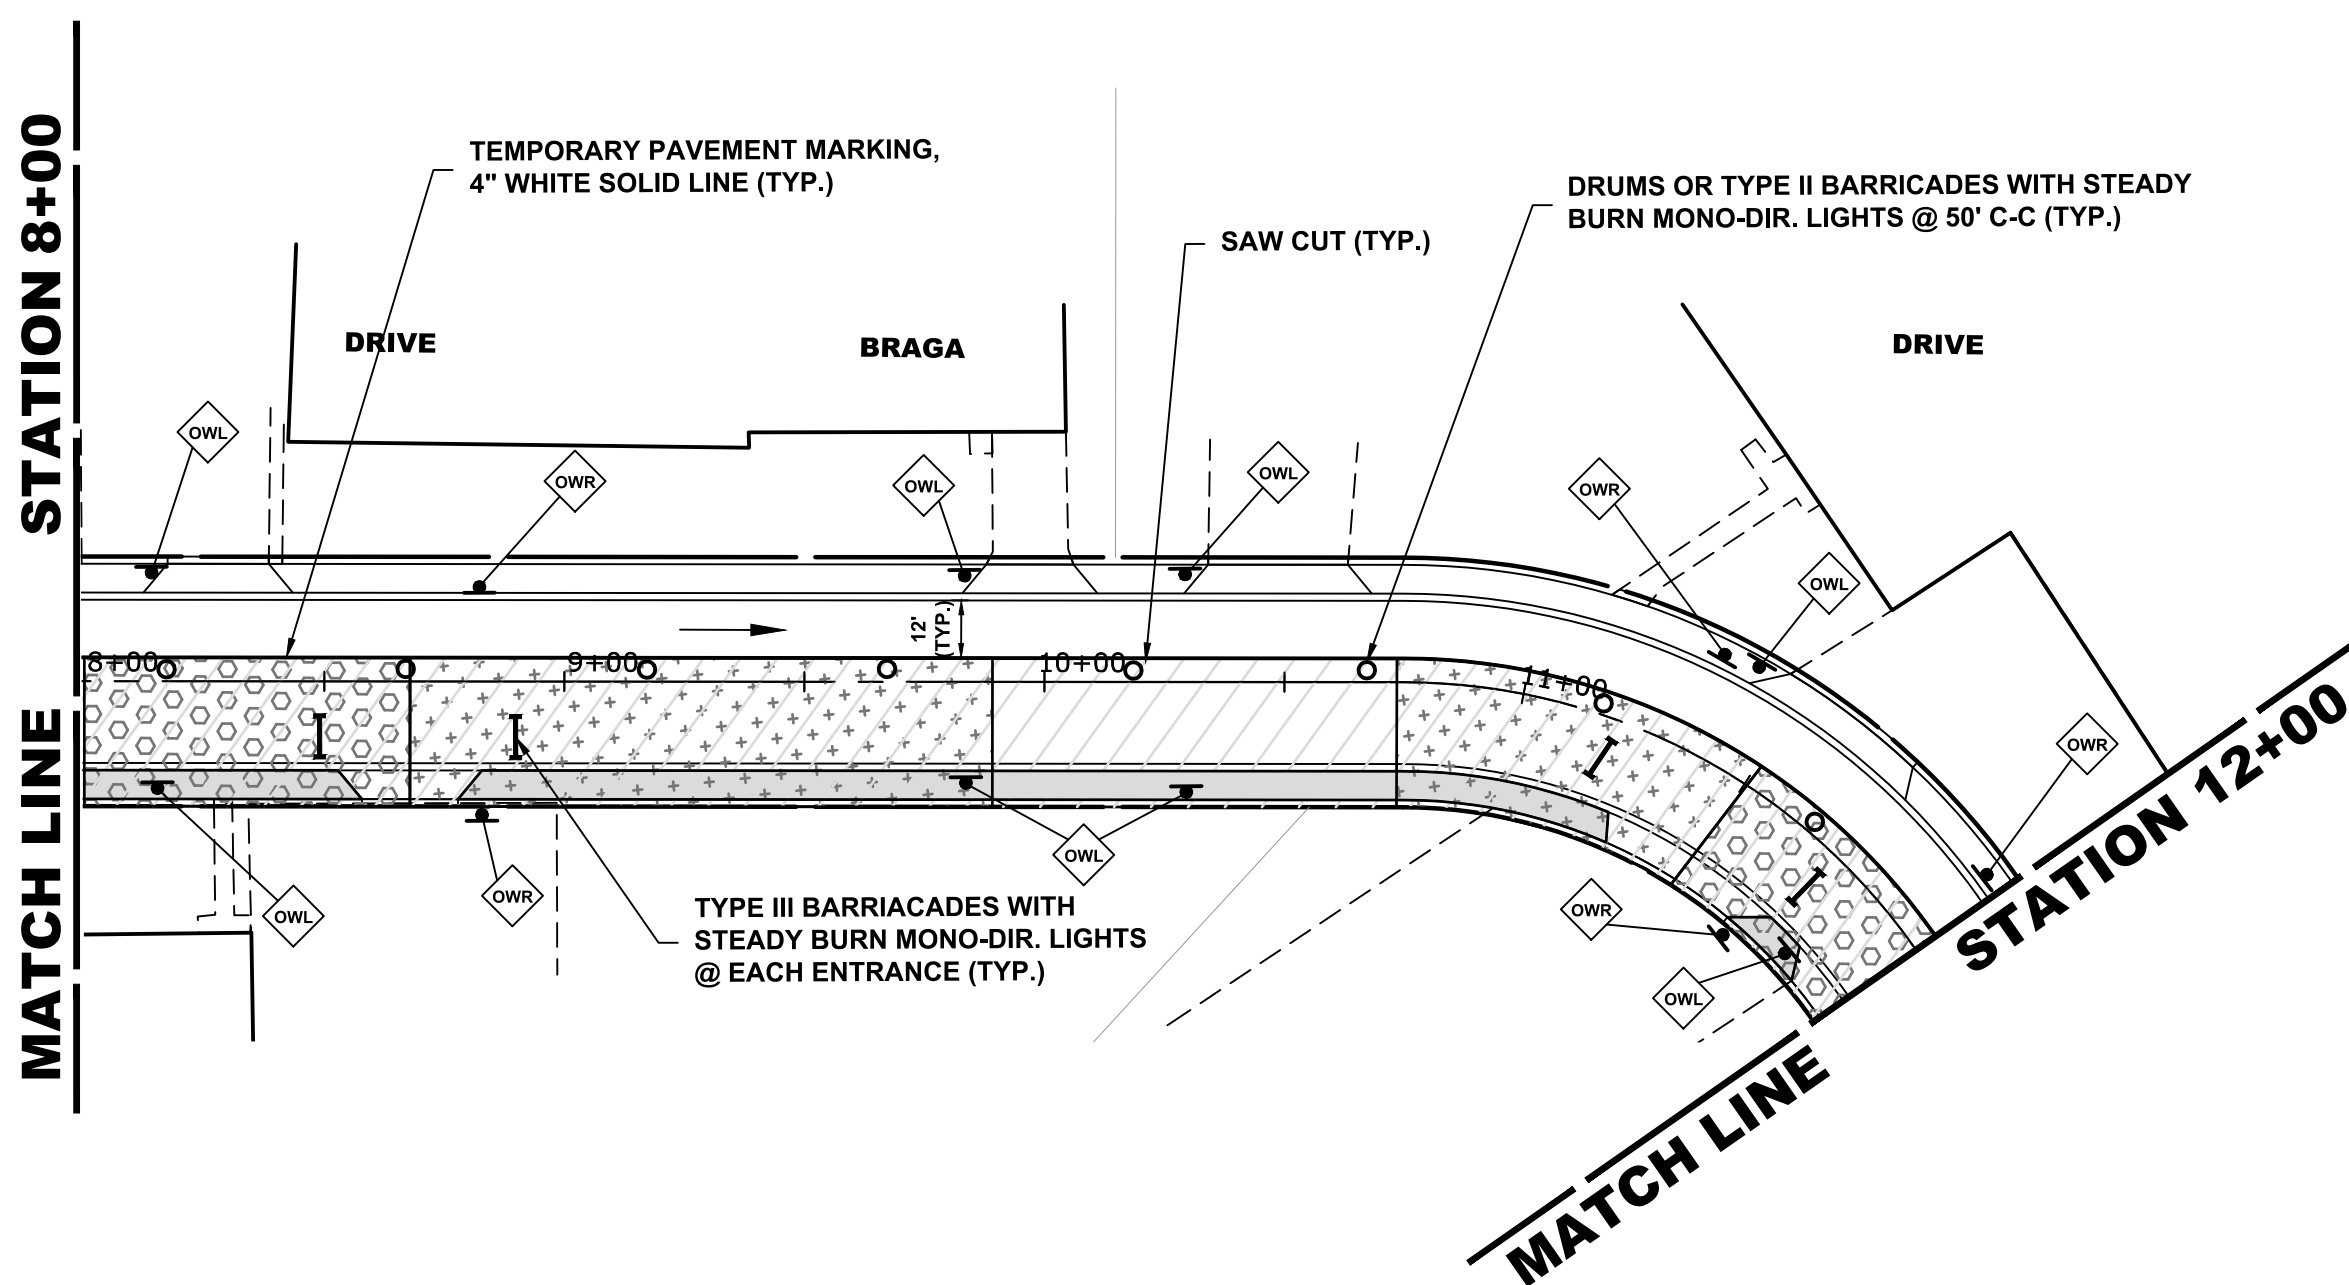 STATION 8+00
MATCH LINE
TEMPORARY PAVEMENT MARKING,
4" WHITE SOLID LINE (TYP.)
DRUMS OR TYPE II BARRICADES WITH STEADY
BURN MONO-DIR. LIGHTS @ 50' C-C (TYP.)
SAW CUT (TYP.)
DRIVE
BRAGA
DRIVE
OWL
OWR
OWL
OWL
OWR
OWL
OWR
12'
(TYP.)
8+00
9+00
10+00
11+00
OWL
OWR
OWL
OWR
OWL
TYPE III BARRIACADES WITH
STEADY BURN MONO-DIR. LIGHTS
@ EACH ENTRANCE (TYP.)
STATION 12+00
MATCH LINE